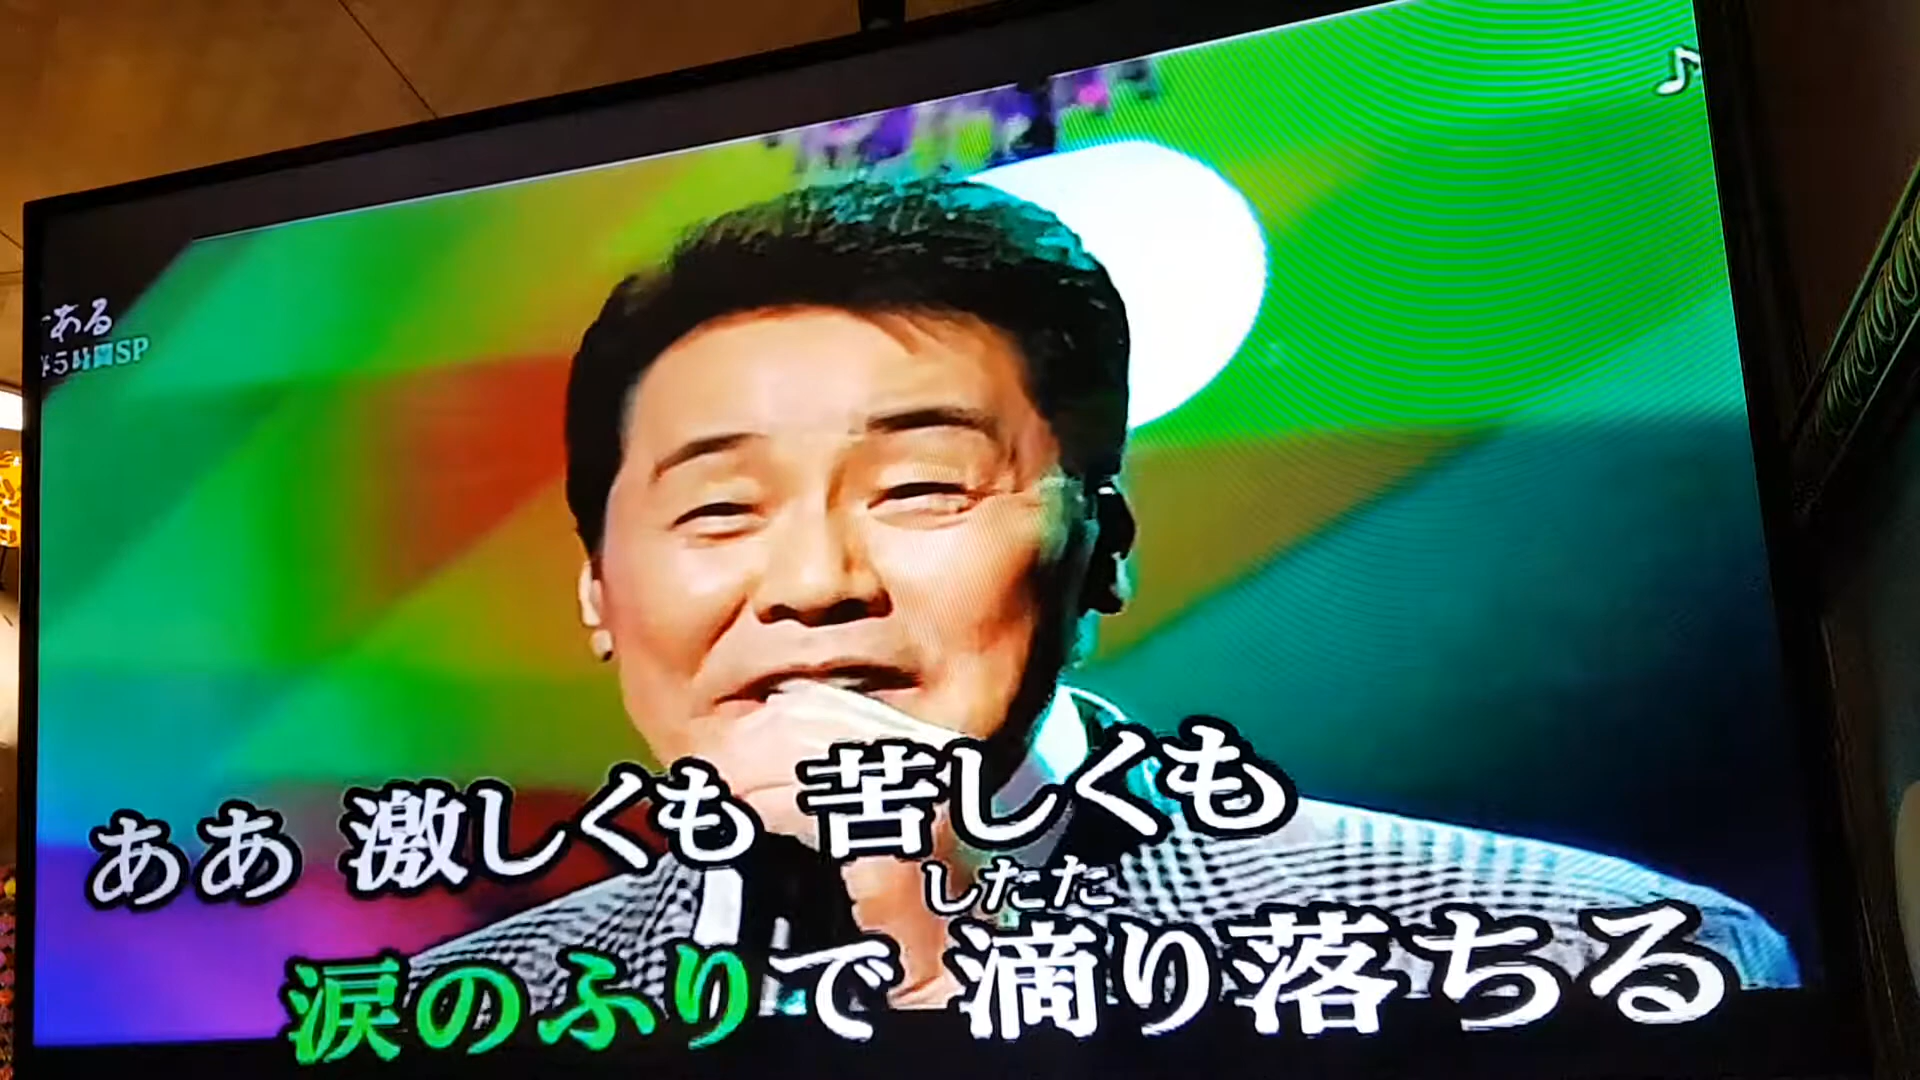 ある
5時間SP
ああ 激しくも 苦しくも
したた
涙のふりで 滴り落ちる